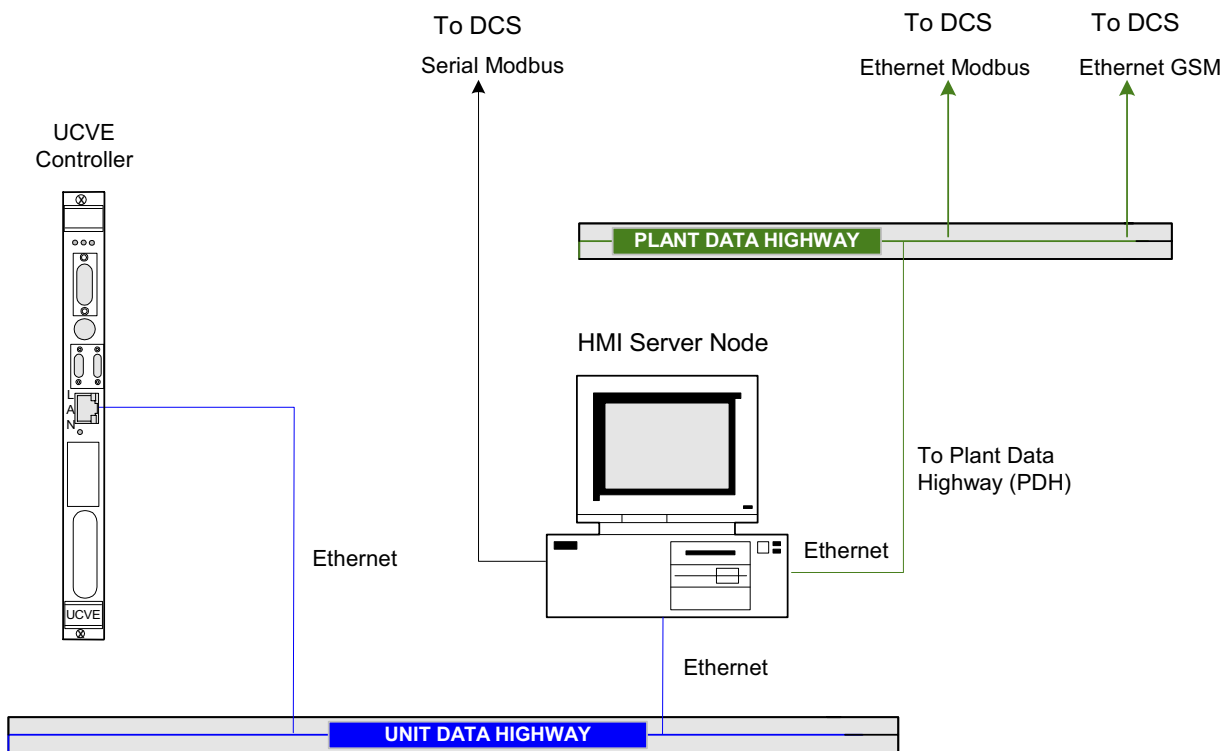 To DCS
Serial Modbus
To DCS
Ethernet Modbus
To DCS
Ethernet GSM
UCVE
Controller
PLANT DATA HIGHWAY
HMI Server Node
L
A
N
To Plant Data
Highway (PDH)
Ethernet
Ethernet
UCVE
Ethernet
UNIT DATA HIGHWAY